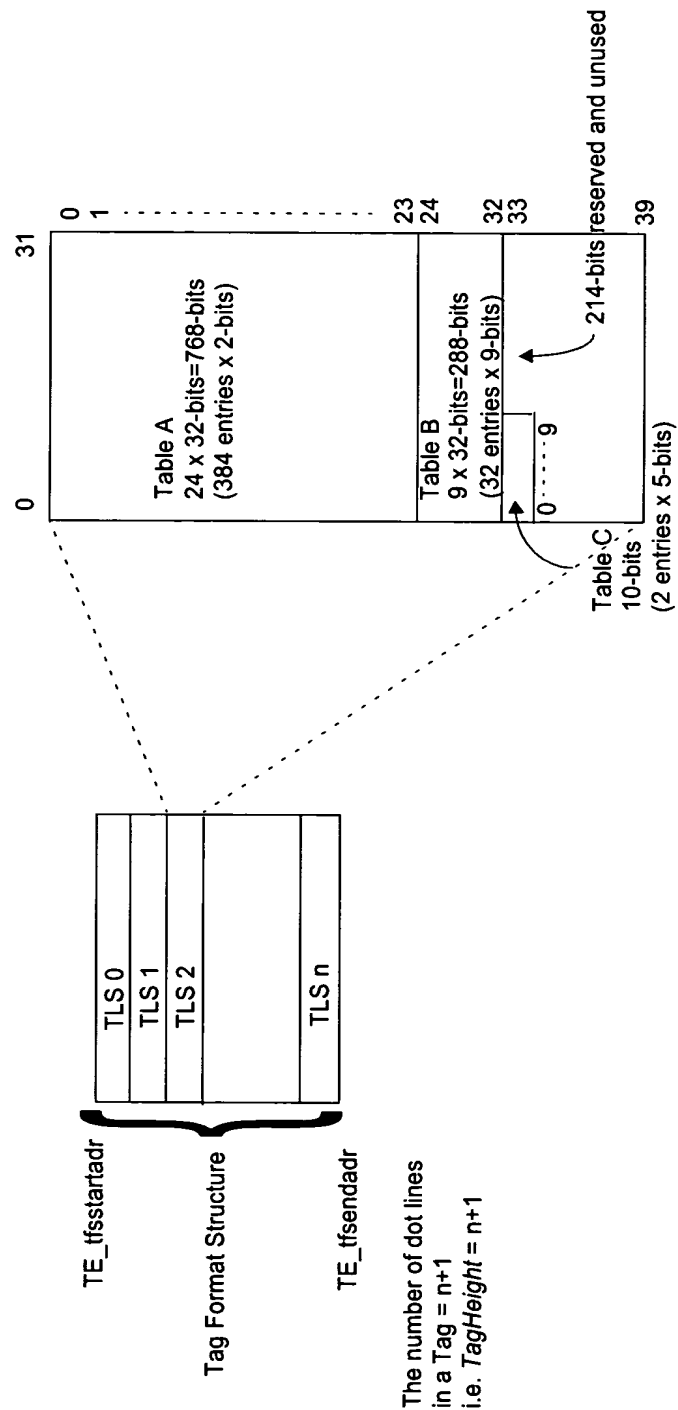 TE_tfsstartadr
Tag Format Structure
TE_tfsendadr
TLS 0
TLS 1
TLS 2
TLS n
The number of dot lines
in a Tag = n+1
i.e. TagHeight = n+1
0
31
Table A
24 x 32-bits=768-bits
(384 entries x 2-bits)
0
1
23
24
Table B
9 x 32-bits=288-bits
(32 entries x 9-bits)
32
33
0 ----- 9
39
Table C
10-bits
(2 entries x 5-bits)
214-bits reserved and unused